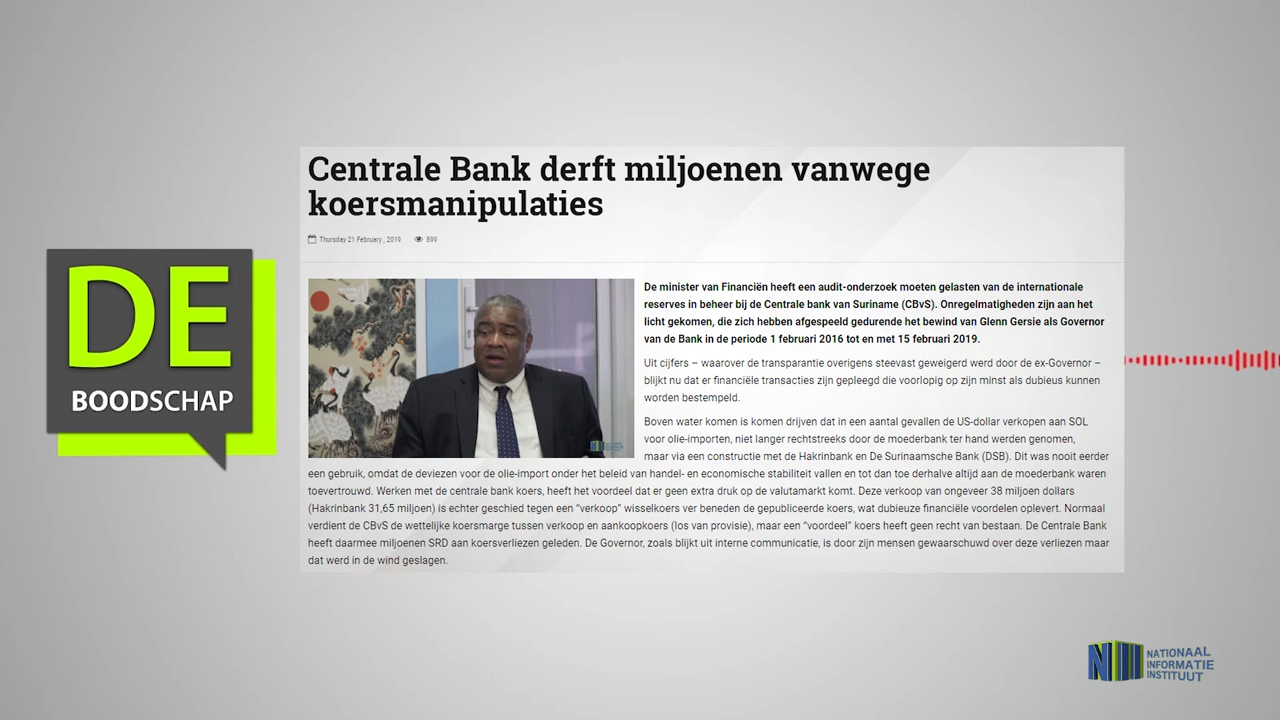 Centrale Bank derft miljoenen vanwege
koersmanipulaties
Thursday 21 February , 2019 899
DE
BOODSCHAP
De minister van Financiën heeft een audit-onderzoek moeten gelasten van de internationale
reserves in beheer bij de Centrale bank van Suriname (CBvS). Onregelmatigheden zijn aan het
licht gekomen, die zich hebben afgespeeld gedurende het bewind van Glenn Gersie als Governor
van de Bank in de periode 1 februari 2016 tot en met 15 februari 2019.
Uit cijfers – waarover de transparantie overigens steevast geweigerd werd door de ex-Governor –
blijkt nu dat er financiële transacties zijn gepleegd die voorlopig op zijn minst als dubieus kunnen
worden bestempeld.
Boven water komen is komen drijven dat in een aantal gevallen de US-dollar verkopen aan SOL
voor olie-importen, niet langer rechtstreeks door de moederbank ter hand werden genomen,
maar via een constructie met de Hakrinbank en De Surinaamsche Bank (DSB). Dit was nooit eerder
een gebruik, omdat de deviezen voor de olie-import onder het beleid van handel- en economische stabiliteit vallen en tot dan toe derhalve altijd aan de moederbank waren
toevertrouwd. Werken met de centrale bank koers, heeft het voordeel dat er geen extra druk op de valutamarkt komt. Deze verkoop van ongeveer 38 miljoen dollars
(Hakrinbank 31,65 miljoen) is echter geschied tegen een “verkoop” wisselkoers ver beneden de gepubliceerde koers, wat dubieuze financiële voordelen oplevert. Normaal
verdient de CBvS de wettelijke koersmarge tussen verkoop en aankoopkoers (los van provisie), maar een “voordeel” koers heeft geen recht van bestaan. De Centrale Bank
heeft daarmee miljoenen SRD aan koersverliezen geleden. De Governor, zoals blijkt uit interne communicatie, is door zijn mensen gewaarschuwd over deze verliezen maar
dat werd in de wind geslagen.
NII
NATIONAAL
INFORMATIE
INSTITUUT